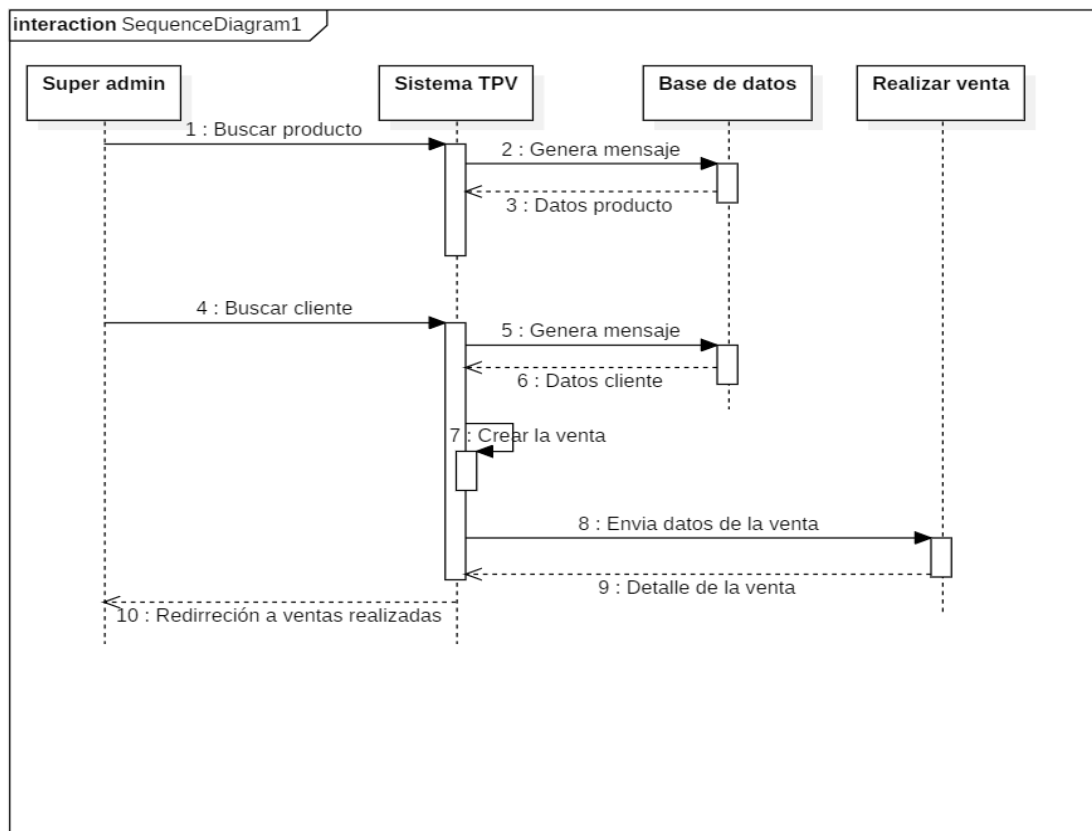 interaction SequenceDiagram1
Super admin
Sistema TPV
Base de datos
Realizar venta
1 : Buscar producto
2 : Genera mensaje
3 : Datos producto
4 : Buscar cliente
5 : Genera mensaje
6 : Datos cliente
7 : Crear la venta
8 : Envia datos de la venta
9 : Detalle de la venta
10 : Redirreción a ventas realizadas